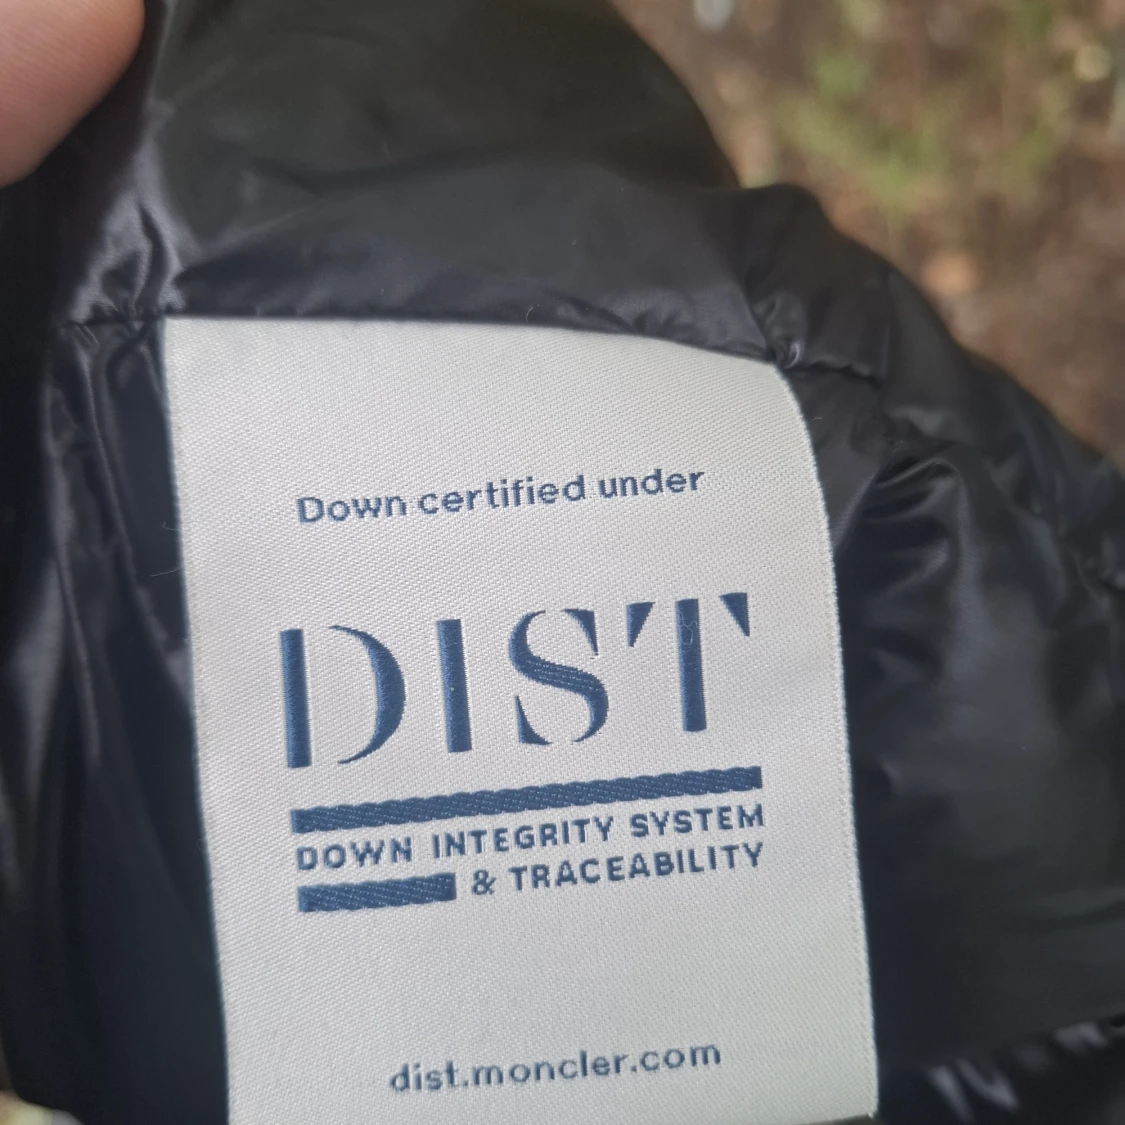 Down certified under
DIST
DOWN INTEGRITY SYSTEM
& TRACEABILITY
dist.moncler.com